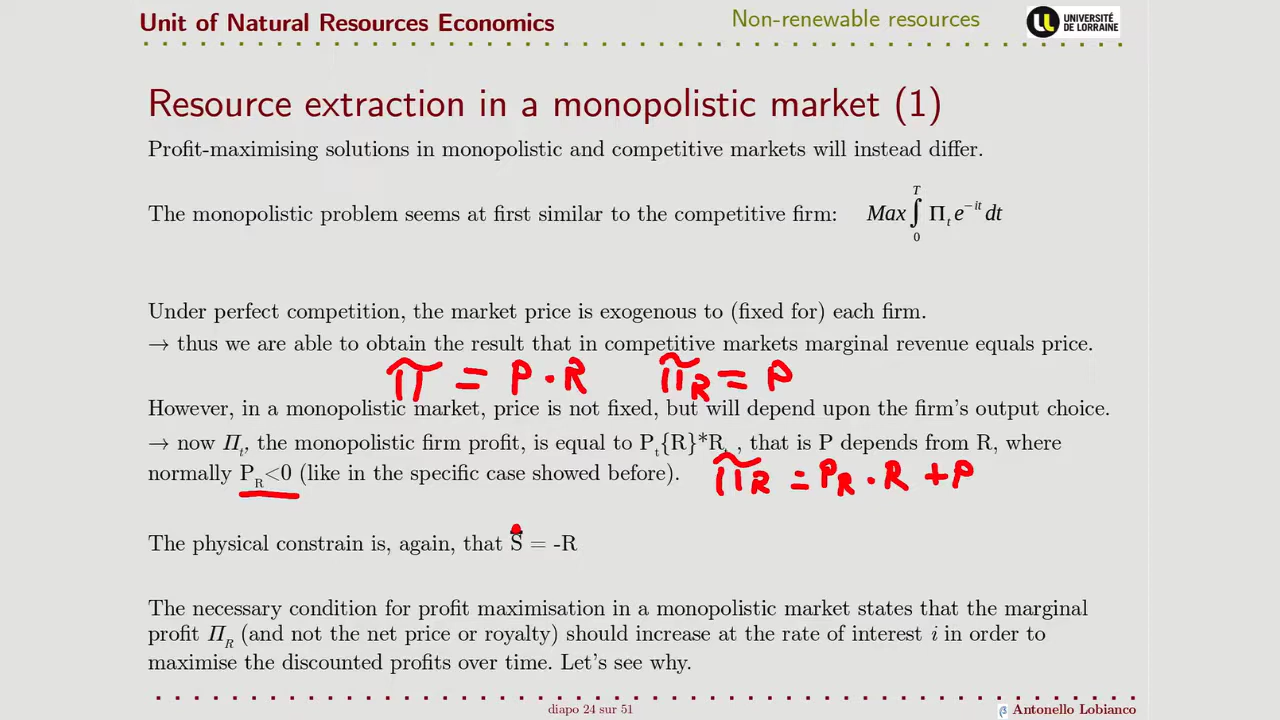 Unit of Natural Resources Economics
Non-renewable resources
UNIVERSITÉ
DE LORRAINE
Resource extraction in a monopolistic market (1)
Profit-maximising solutions in monopolistic and competitive markets will instead differ.
The monopolistic problem seems at first similar to the competitive firm: Max ∫₀ᵀ Πₜ e⁻ⁱᵗ dt
Under perfect competition, the market price is exogenous to (fixed for) each firm.
→ thus we are able to obtain the result that in competitive markets marginal revenue equals price.
π̃ = P · R π̃_R = P
However, in a monopolistic market, price is not fixed, but will depend upon the firm's output choice.
→ now Πₜ, the monopolistic firm profit, is equal to Pₜ{R}*Rₜ , that is P depends from R, where
normally P_R<0 (like in the specific case showed before). π̃_R = P_R · R + P
The physical constrain is, again, that Ṡ = -R
The necessary condition for profit maximisation in a monopolistic market states that the marginal
profit Π_R (and not the net price or royalty) should increase at the rate of interest i in order to
maximise the discounted profits over time. Let's see why.
diapo 24 sur 51
β Antonello Lobianco